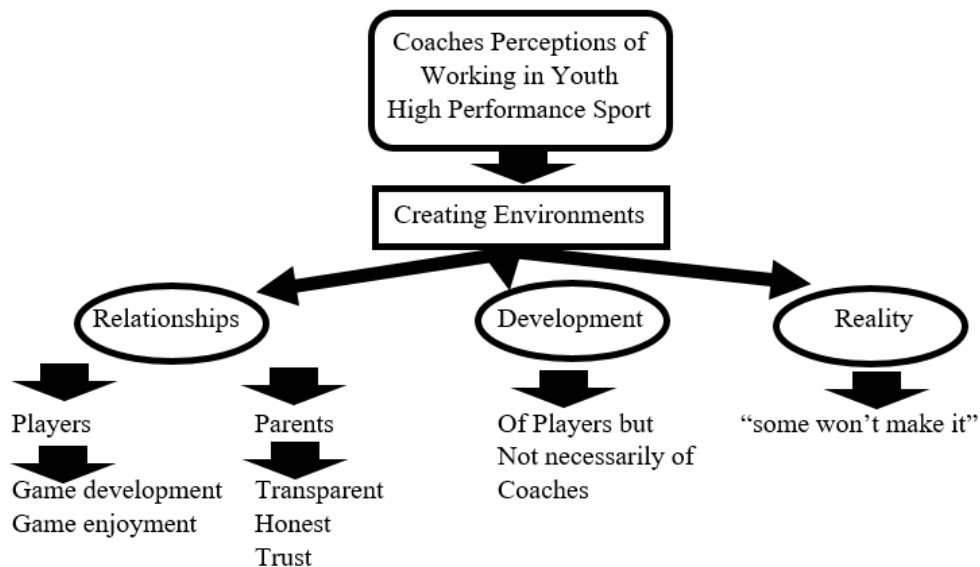 Coaches Perceptions of
Working in Youth
High Performance Sport
Creating Environments
Relationships
Development
Reality
Players
Parents
Of Players but
Not necessarily of
Coaches
“some won’t make it”
Game development
Game enjoyment
Transparent
Honest
Trust